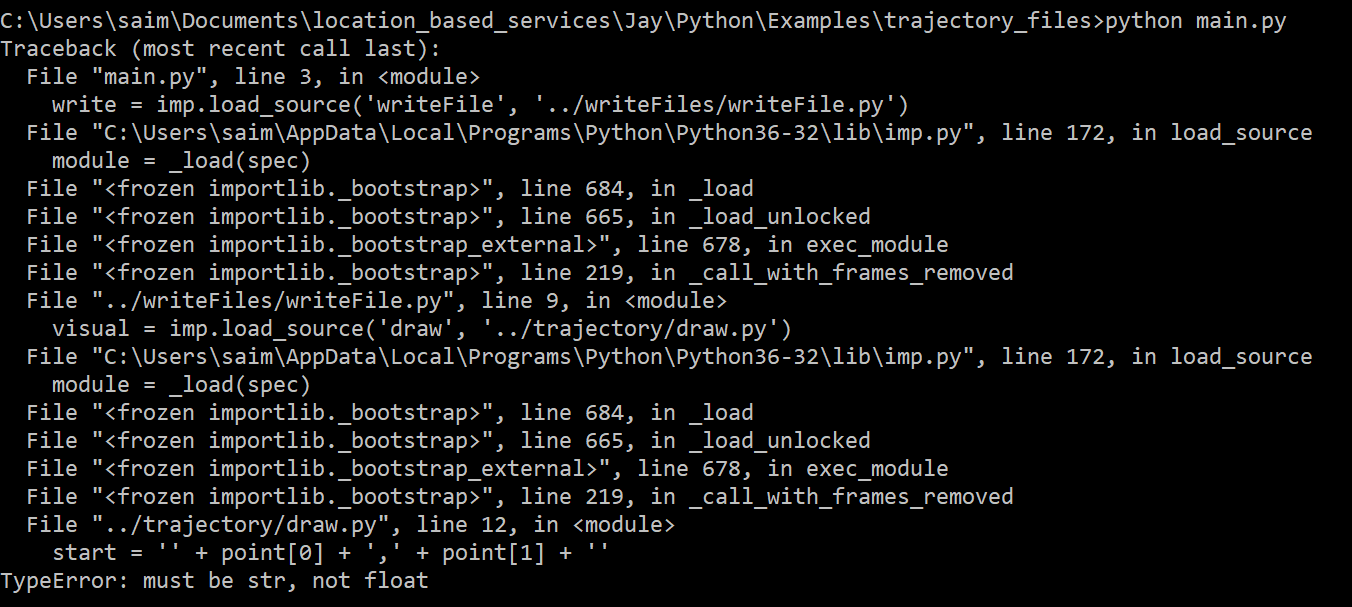 C:\Users\saim\Documents\location_based_services\Jay\Python\Examples\trajectory_files>python main.py
Traceback (most recent call last):
  File "main.py", line 3, in <module>
    write = imp.load_source('writeFile', '../writeFiles/writeFile.py')
  File "C:\Users\saim\AppData\Local\Programs\Python\Python36-32\lib\imp.py", line 172, in load_source
    module = _load(spec)
  File "<frozen importlib._bootstrap>", line 684, in _load
  File "<frozen importlib._bootstrap>", line 665, in _load_unlocked
  File "<frozen importlib._bootstrap_external>", line 678, in exec_module
  File "<frozen importlib._bootstrap>", line 219, in _call_with_frames_removed
  File "../writeFiles/writeFile.py", line 9, in <module>
    visual = imp.load_source('draw', '../trajectory/draw.py')
  File "C:\Users\saim\AppData\Local\Programs\Python\Python36-32\lib\imp.py", line 172, in load_source
    module = _load(spec)
  File "<frozen importlib._bootstrap>", line 684, in _load
  File "<frozen importlib._bootstrap>", line 665, in _load_unlocked
  File "<frozen importlib._bootstrap_external>", line 678, in exec_module
  File "<frozen importlib._bootstrap>", line 219, in _call_with_frames_removed
  File "../trajectory/draw.py", line 12, in <module>
    start = '' + point[0] + ',' + point[1] + ''
TypeError: must be str, not float